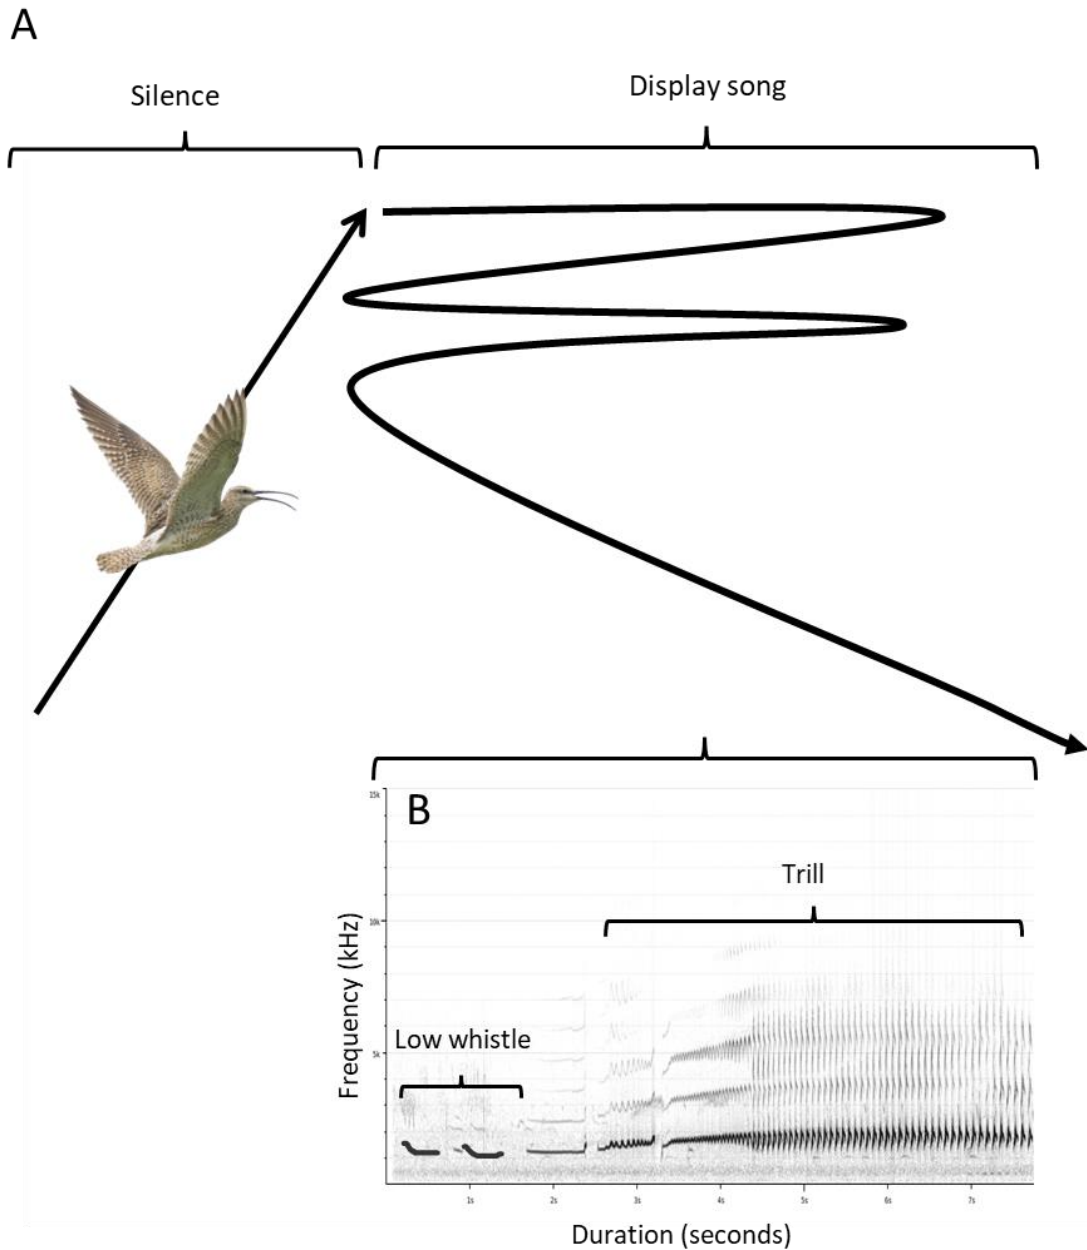 A
Silence
Display song
B
15k
Trill
10k
Frequency (kHz)
Low whistle
5k
1s 2s 3s 4s 5s 6s 7s
Duration (seconds)